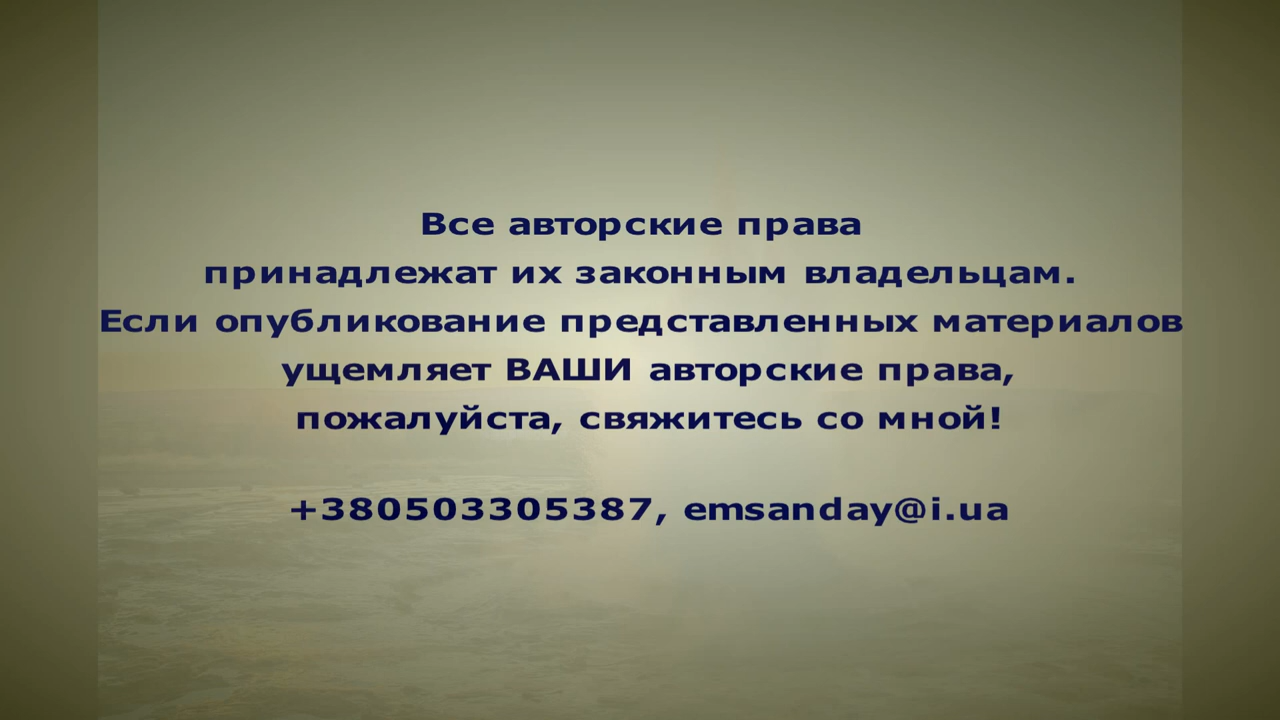 Все авторские права
принадлежат их законным владельцам.
Если опубликование представленных материалов
ущемляет ВАШИ авторские права,
пожалуйста, свяжитесь со мной!
+380503305387, emsanday@i.ua